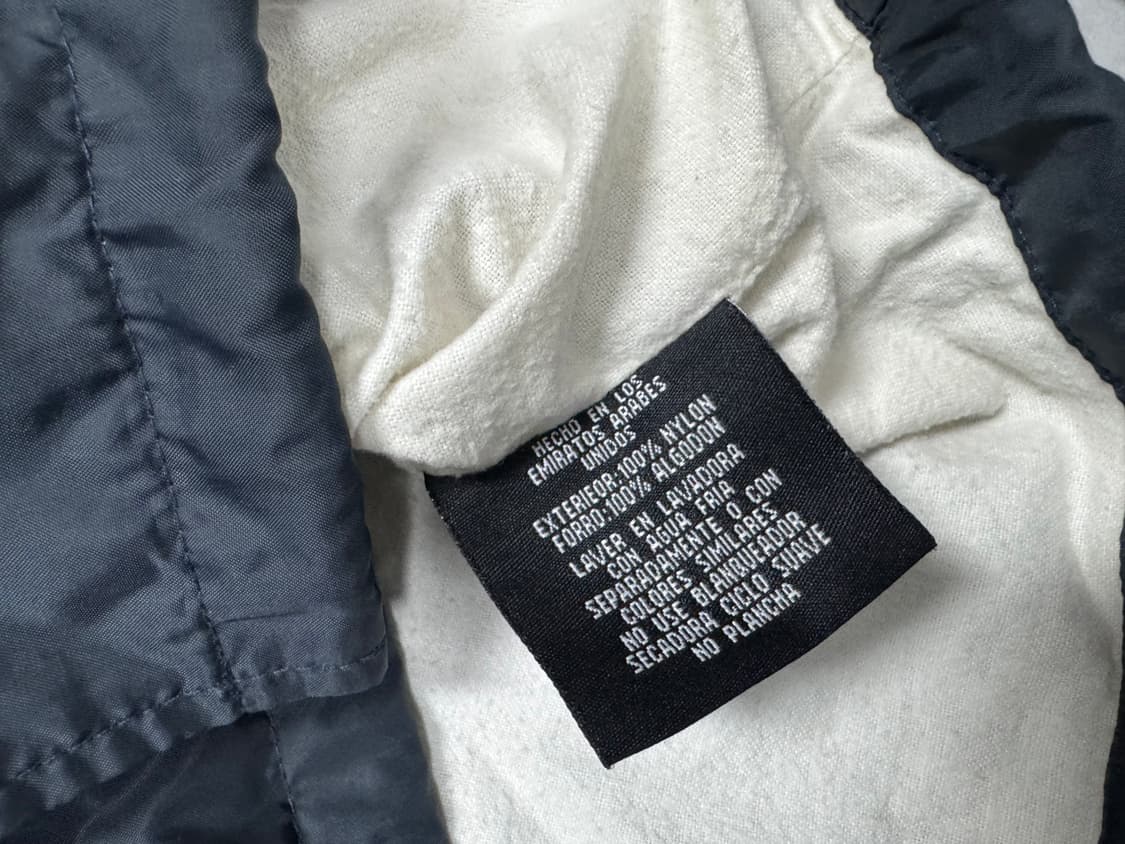 HECHO EN LOS
EMIRATOS ARABES
UNIDOS
EXTERIEOR:100% NYLON
FORRO:100% ALGODON
LAVER EN LAVADORA
CON AGUA FRIA
SEPARADAMENTE O CON
COLORES SIMILARES
NO USE BLANQUEADOR
SECADORA CICLO SUAVE
NO PLANCHA